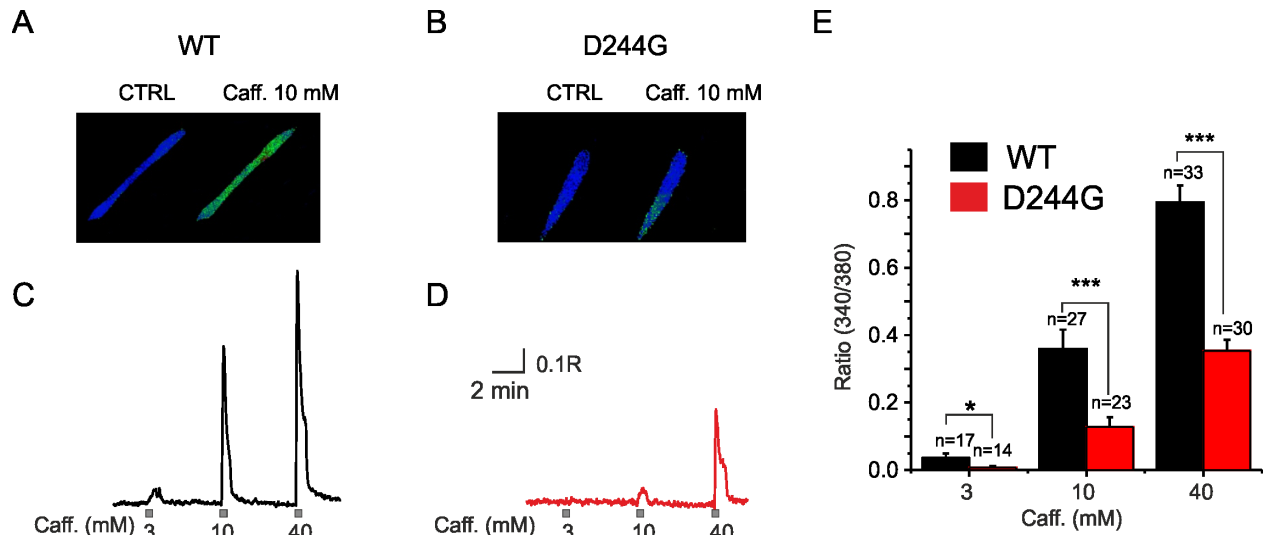 A
WT
CTRL Caff. 10 mM
B
D244G
CTRL Caff. 10 mM
C
Caff. (mM) 3 10 40
D
0.1R
2 min
Caff. (mM) 3 10 40
E
WT
D244G
***
n=33
***
n=27
n=30
*
n=23
n=17 n=14
Ratio (340/380)
0.8
0.6
0.4
0.2
0.0
3 10 40
Caff. (mM)